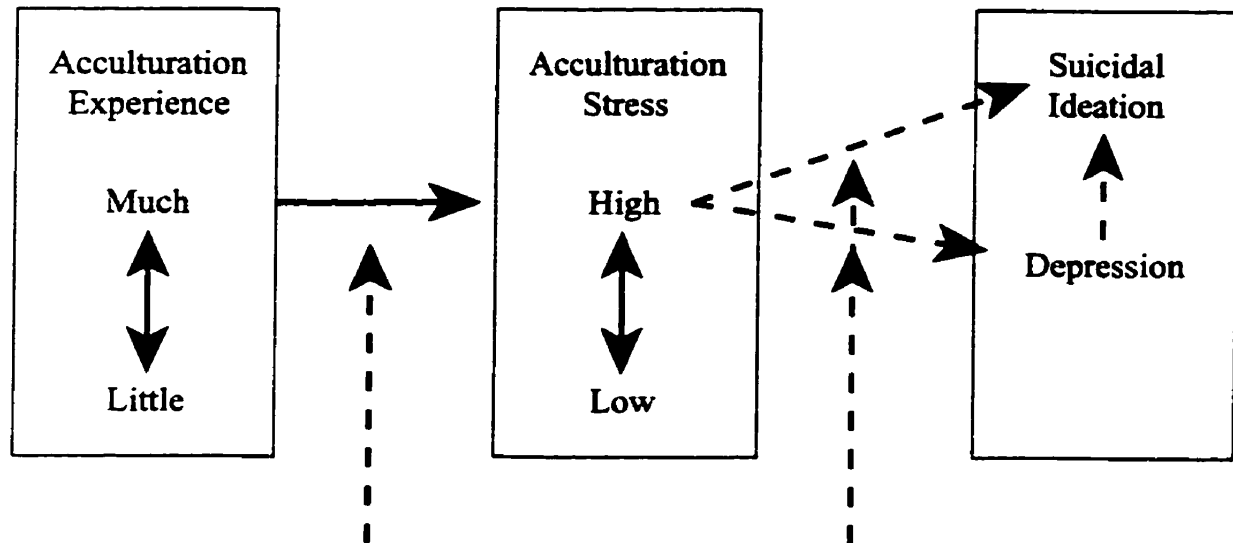 Acculturation
Experience
Much
Little
Acculturation
Stress
High
Low
Suicidal
Ideation
Depression